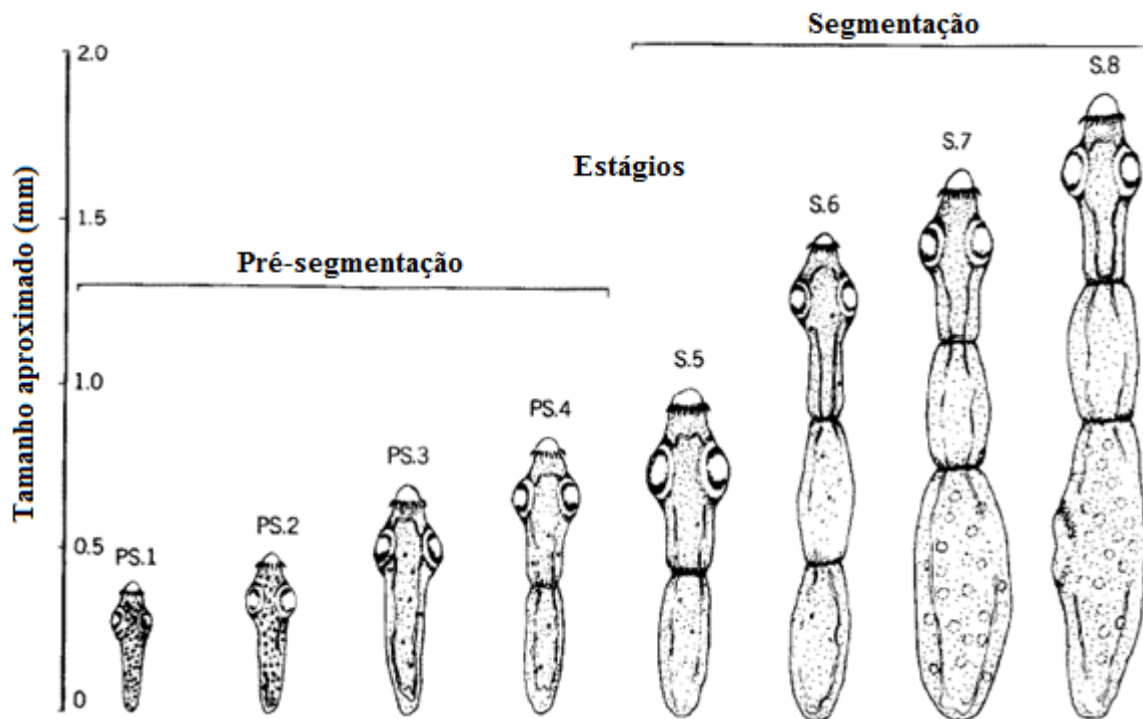 Segmentação
2.0
S.8
S.7
Estágios
S.6
1.5
Pré-segmentação
S.5
1.0
PS.4
PS.3
PS.2
PS.1
0.5
0
Tamanho aproximado (mm)